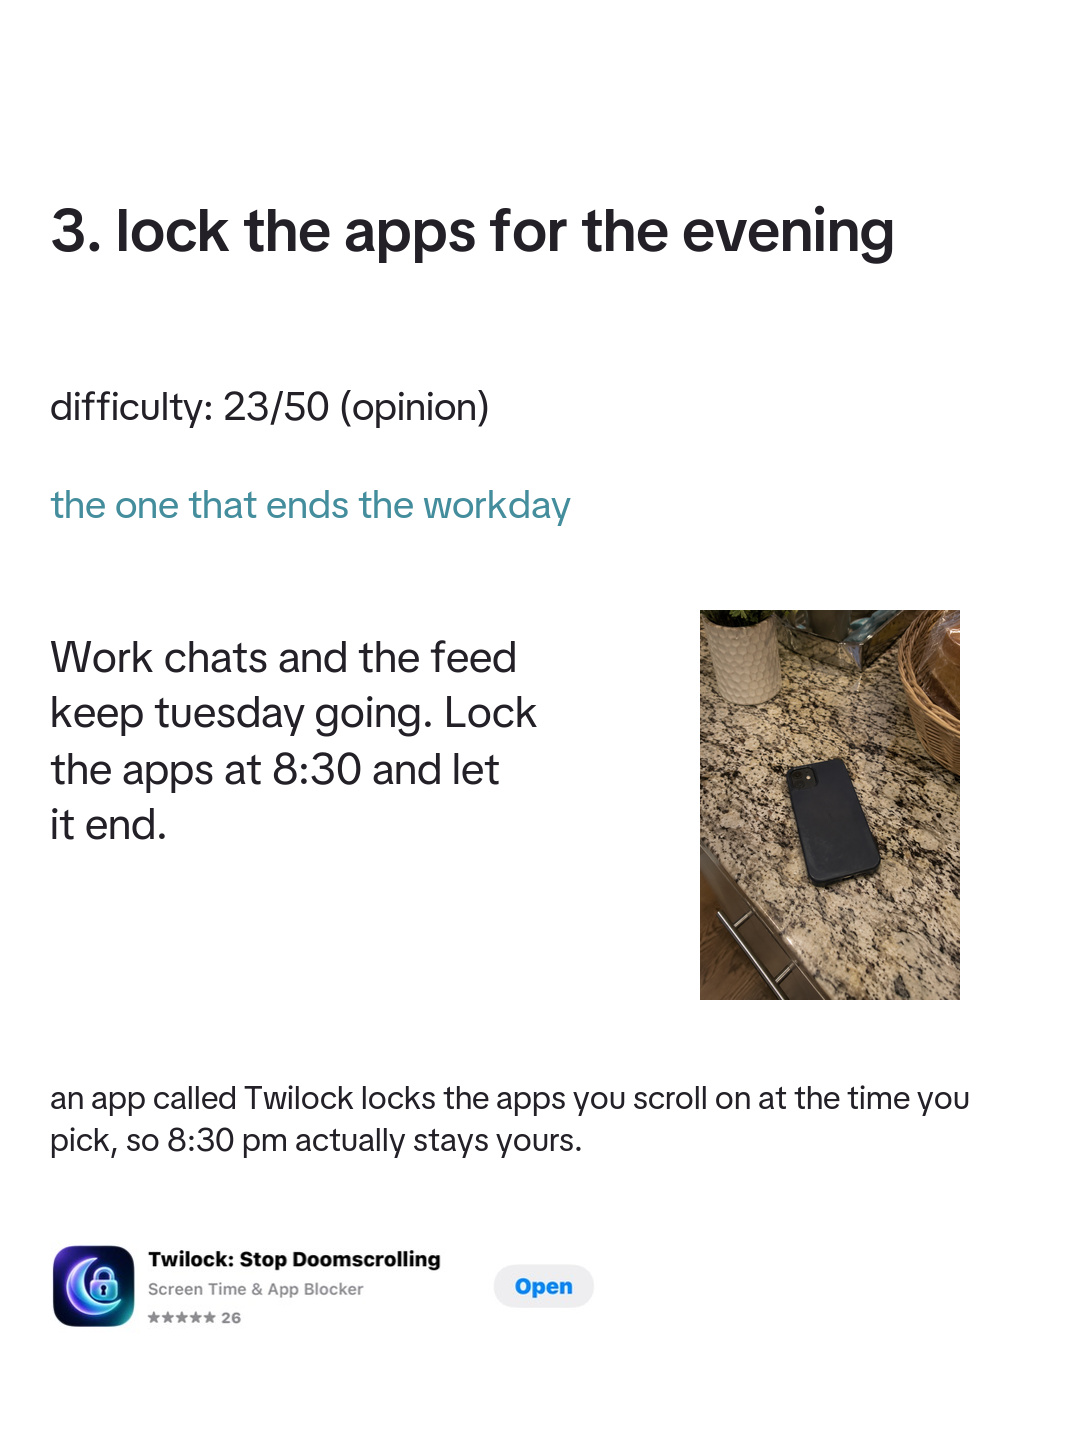 3. lock the apps for the evening
difficulty: 23/50 (opinion)
the one that ends the workday
Work chats and the feed
keep tuesday going. Lock
the apps at 8:30 and let
it end.
an app called Twilock locks the apps you scroll on at the time you
pick, so 8:30 pm actually stays yours.
Twilock: Stop Doomscrolling
Screen Time & App Blocker
★★★★★ 26
Open